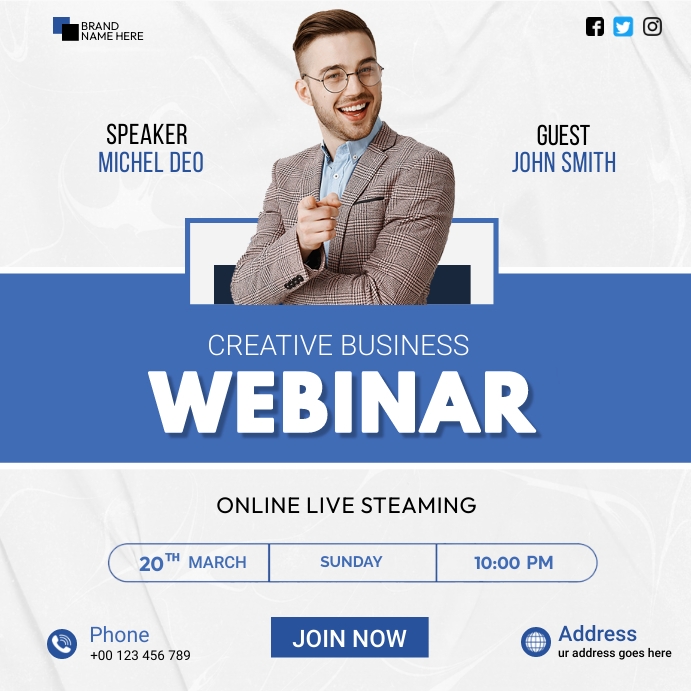 BRAND
NAME HERE
SPEAKER
MICHEL DEO
GUEST
JOHN SMITH
CREATIVE BUSINESS
WEBINAR
ONLINE LIVE STEAMING
20TH MARCH
SUNDAY
10:00 PM
Phone
+00 123 456 789
JOIN NOW
Address
ur address goes here